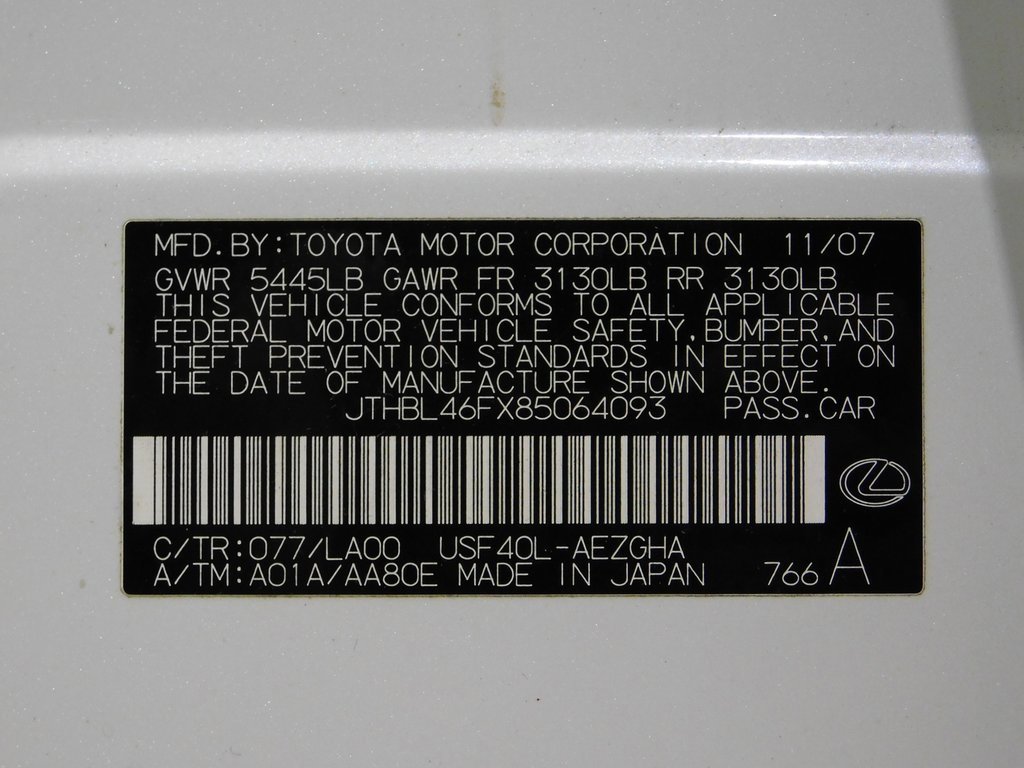 MFD.BY:TOYOTA MOTOR CORPORATION 11/07
GVWR 5445LB GAWR FR 3130LB RR 3130LB
THIS VEHICLE CONFORMS TO ALL APPLICABLE
FEDERAL MOTOR VEHICLE SAFETY,BUMPER,AND
THEFT PREVENTION STANDARDS IN EFFECT ON
THE DATE OF MANUFACTURE SHOWN ABOVE.
JTHBL46FX85064093 PASS.CAR
C/TR:077/LA00 USF40L-AEZGHA
A/TM:A01A/AA80E MADE IN JAPAN 766 A